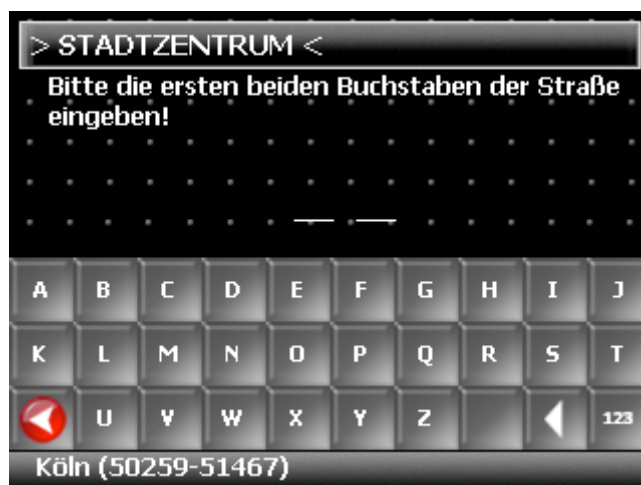 > STADTZENTRUM <
Bitte die ersten beiden Buchstaben der Straße
eingeben!
A B C D E F G H I J
K L M N O P Q R S T
U V W X Y Z 123
Köln (50259-51467)